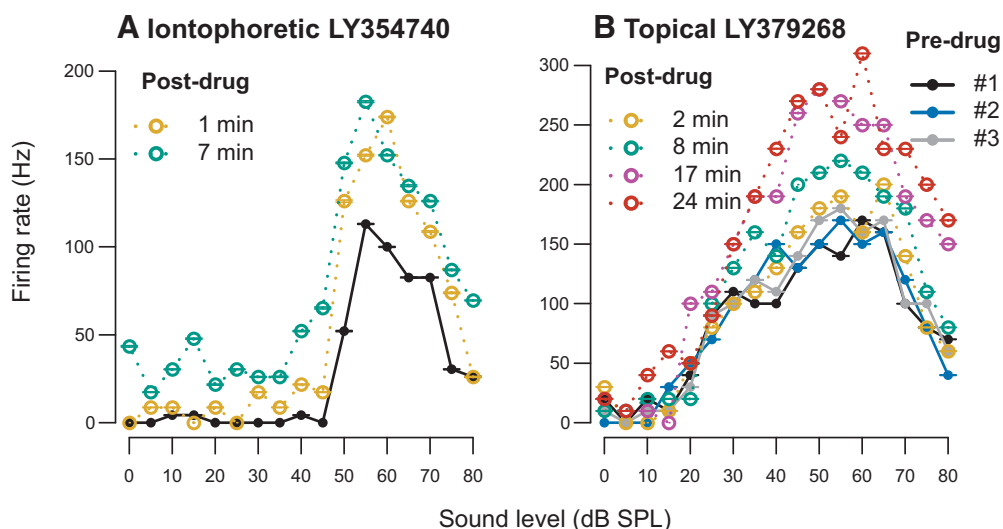 A Iontophoretic LY354740
Post-drug
1 min
7 min
Firing rate (Hz)
200
150
100
50
0
0 10 20 30 40 50 60 70 80
B Topical LY379268
Pre-drug
#1
#2
#3
Post-drug
2 min
8 min
17 min
24 min
300
250
200
150
100
50
0
0 10 20 30 40 50 60 70 80
Sound level (dB SPL)